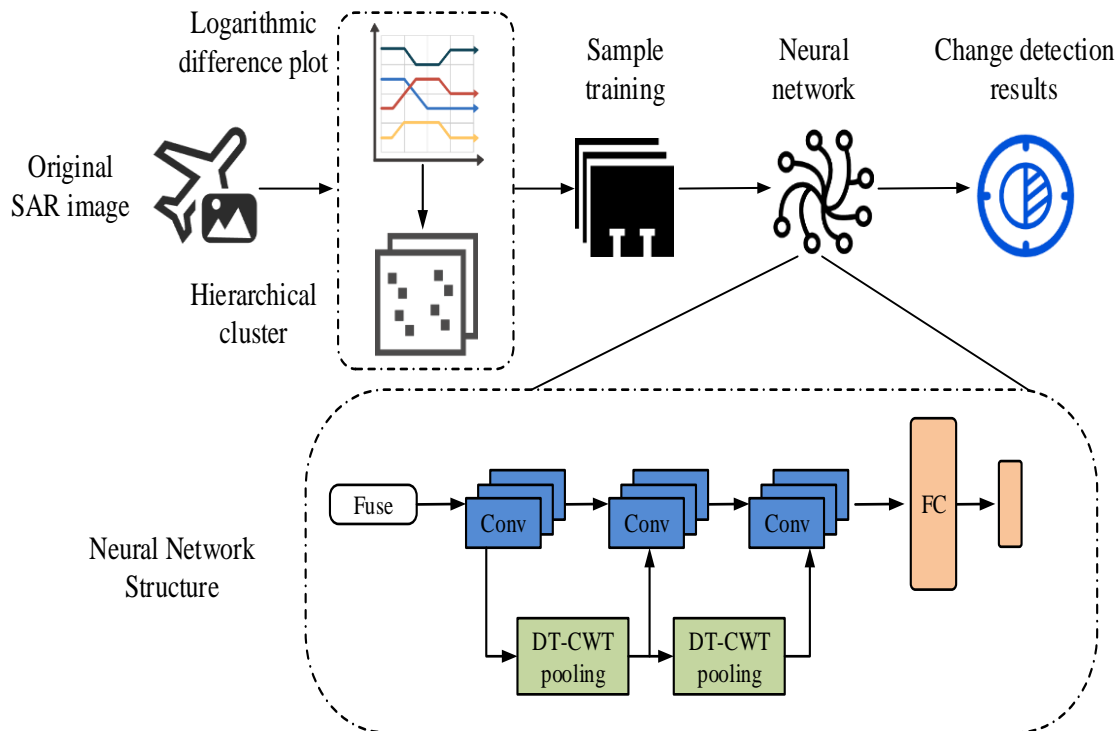 Logarithmic
difference plot
Sample
training
Neural
network
Change detection
results
Original
SAR image
Hierarchical
cluster
Fuse
Conv
Conv
Conv
FC
Neural Network
Structure
DT-CWT
pooling
DT-CWT
pooling